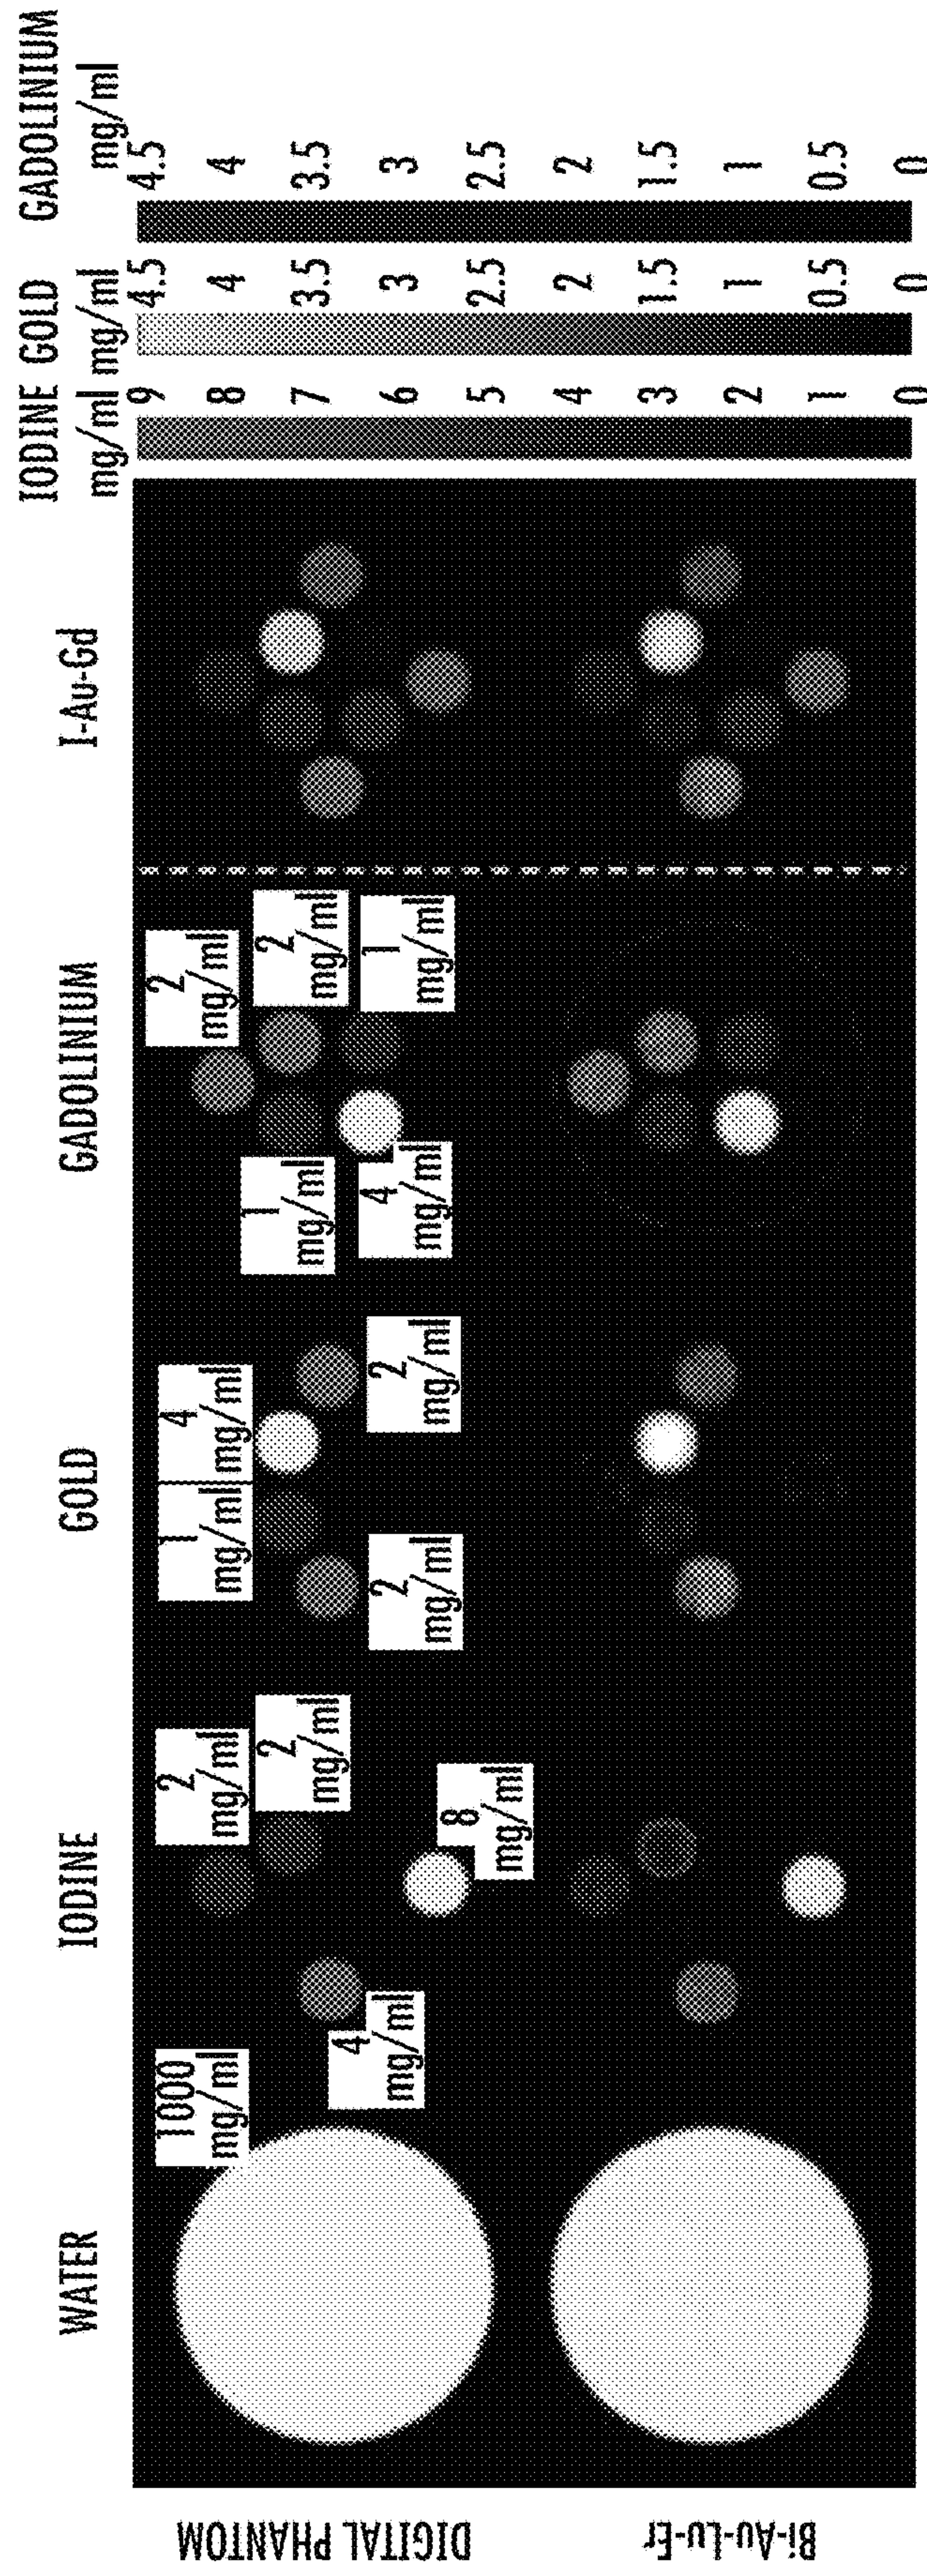 WATER
IODINE
GOLD
GADOLINIUM
I-Au-Gd
IODINE GOLD GADOLINIUM
mg/ml mg/ml mg/ml
DIGITAL PHANTOM
Bi-Au-Lu-Er
1000
mg/ml
4
mg/ml
2
mg/ml
2
mg/ml
8
mg/ml
1
mg/ml
4
mg/ml
2
mg/ml
2
mg/ml
1
mg/ml
4
mg/ml
2
mg/ml
2
mg/ml
1
mg/ml
9 4.5 4.5
8 4 4
7 3.5 3.5
6 3 3
5 2.5 2.5
4 2 2
3 1.5 1.5
2 1 1
1 0.5 0.5
0 0 0